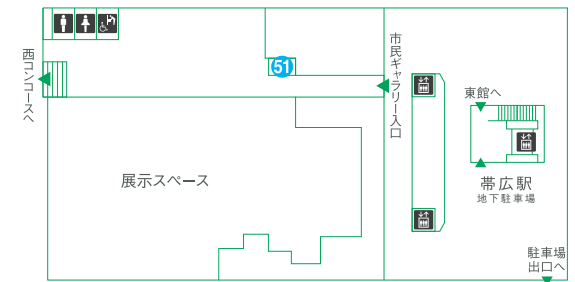 西コンコースへ
51
市民ギャラリー入口
東館へ
展示スペース
帯広駅
地下駐車場
駐車場
出口へ